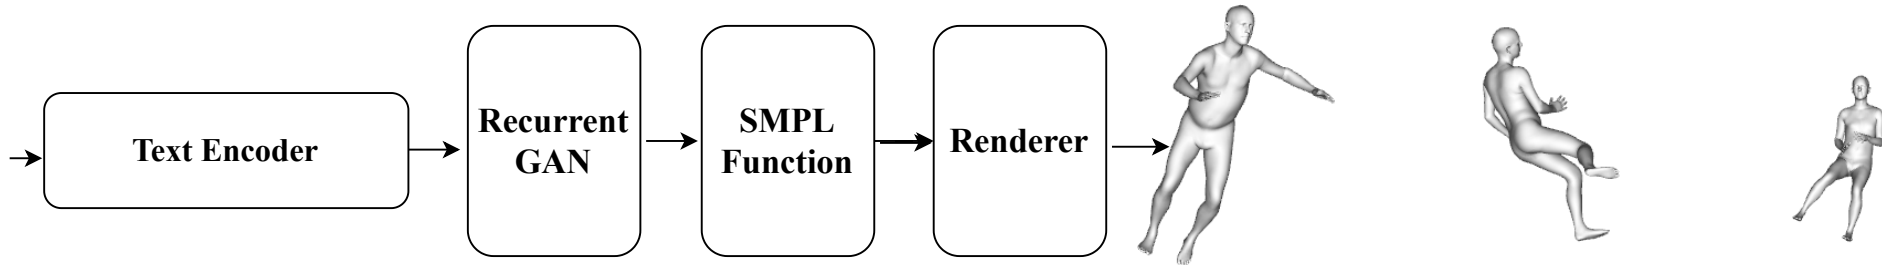 Text Encoder
Recurrent
GAN
SMPL
Function
Renderer